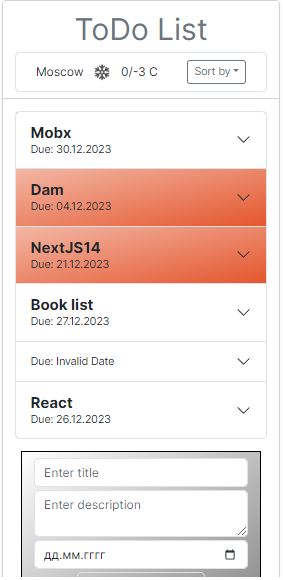 ToDo List
Moscow 0/-3 C Sort by
Mobx
Due: 30.12.2023
Dam
Due: 04.12.2023
NextJS14
Due: 21.12.2023
Book list
Due: 27.12.2023
Due: Invalid Date
React
Due: 26.12.2023
Enter title
Enter description
дд.мм.гггг